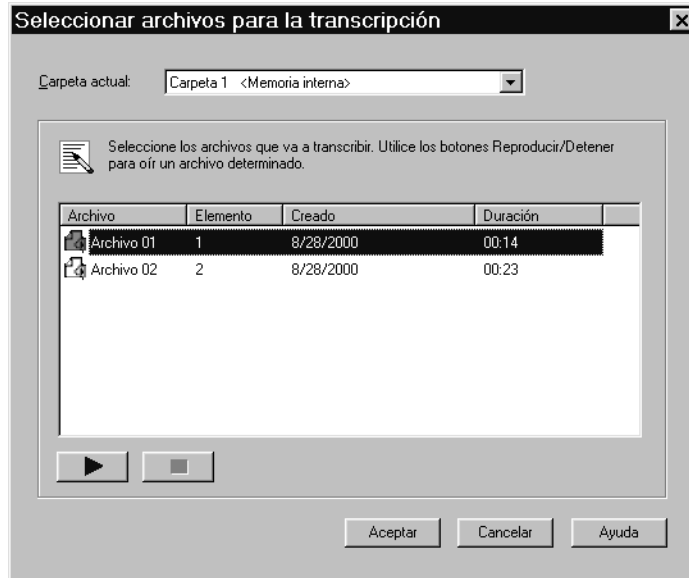 Seleccionar archivos para la transcripción
Carpeta actual: Carpeta 1 <Memoria interna>
Seleccione los archivos que va a transcribir. Utilice los botones Reproducir/Detener
para oír un archivo determinado.
Archivo Elemento Creado Duración
Archivo 01 1 8/28/2000 00:14
Archivo 02 2 8/28/2000 00:23
Aceptar Cancelar Ayuda